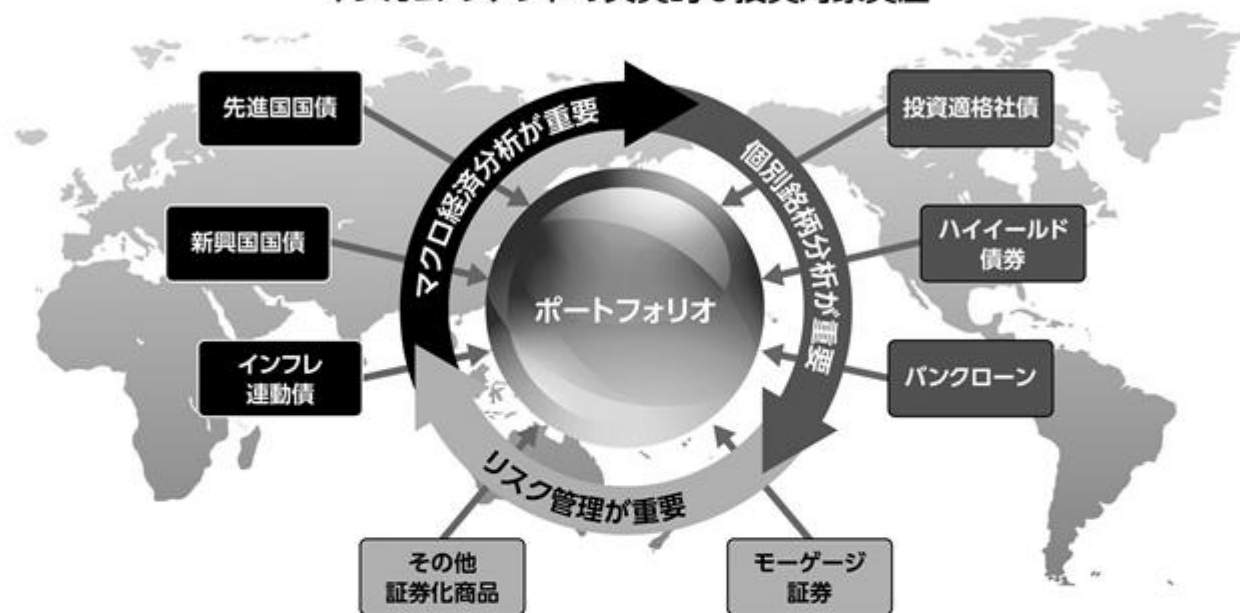 先進国国債
新興国国債
インフレ
連動債
マクロ経済分析が重要
個別銘柄分析が重要
リスク管理が重要
ポートフォリオ
投資適格社債
ハイイールド
債券
バンクローン
その他
証券化商品
モーゲージ
証券